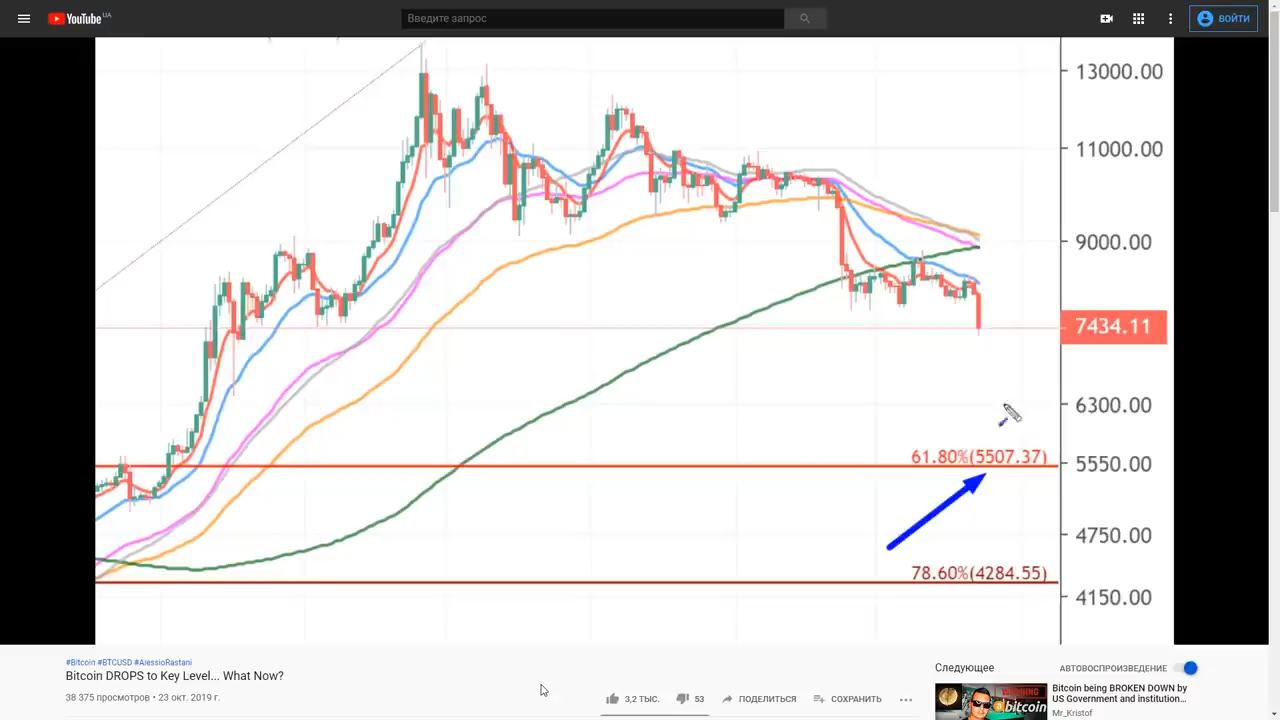 YouTube UA
Введите запрос
ВОЙТИ
13000.00
11000.00
9000.00
7434.11
6300.00
61.80%(5507.37)
5550.00
4750.00
78.60%(4284.55)
4150.00
#Bitcoin #BTCUSD #AlessioRastani
Bitcoin DROPS to Key Level... What Now?
38 375 просмотров • 23 окт. 2019 г.
3,2 ТЫС.
53
ПОДЕЛИТЬСЯ
СОХРАНИТЬ
Следующее
АВТОВОСПРОИЗВЕДЕНИЕ
WARNING
bitcoin
Bitcoin being BROKEN DOWN by
US Government and institution...
Mr_Kristof